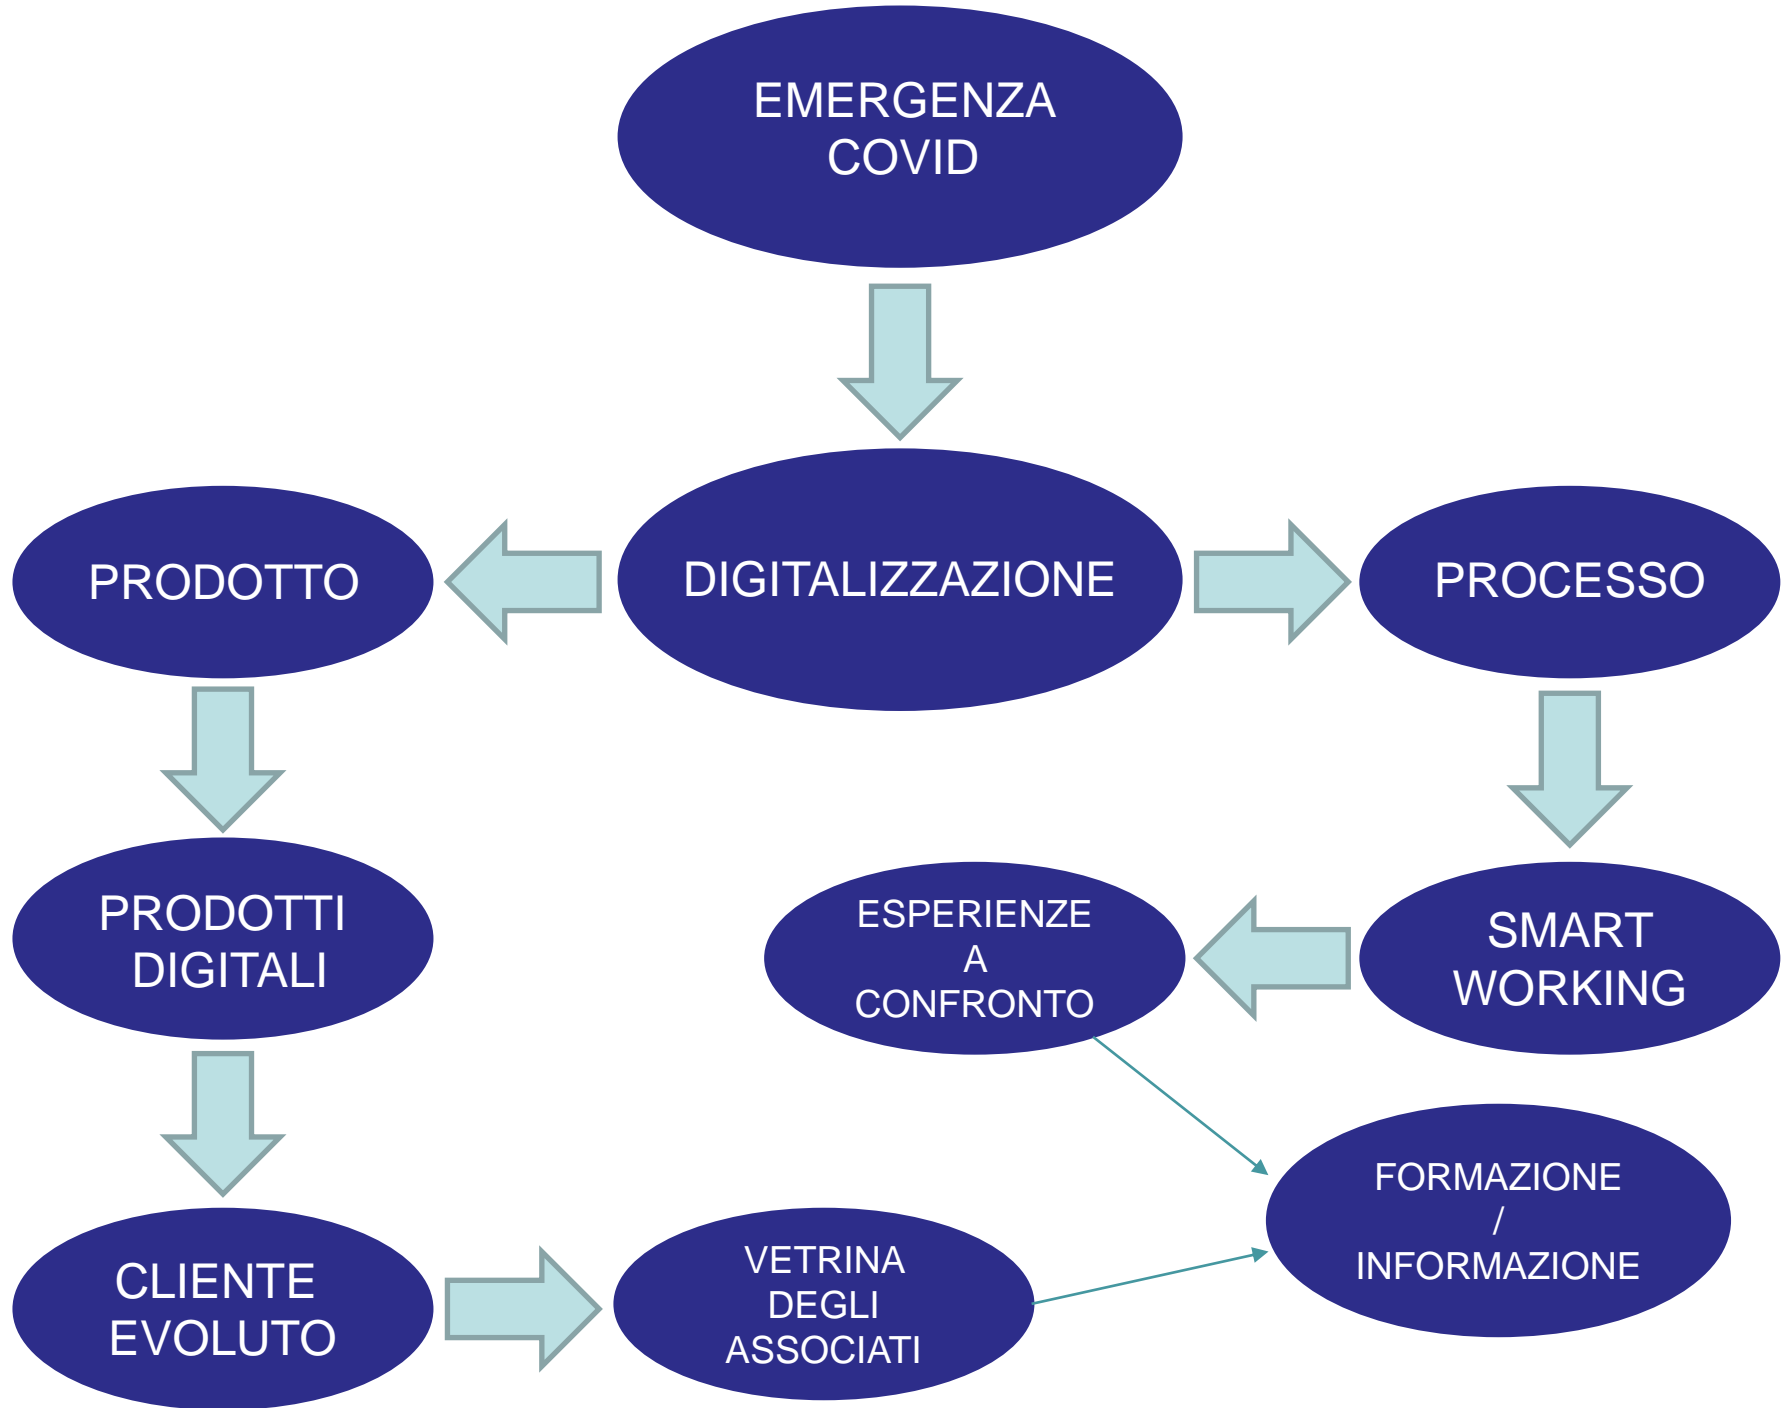 EMERGENZA
COVID
PRODOTTO
DIGITALIZZAZIONE
PROCESSO
PRODOTTI
DIGITALI
ESPERIENZE
A
CONFRONTO
SMART
WORKING
FORMAZIONE
/
INFORMAZIONE
CLIENTE
EVOLUTO
VETRINA
DEGLI
ASSOCIATI